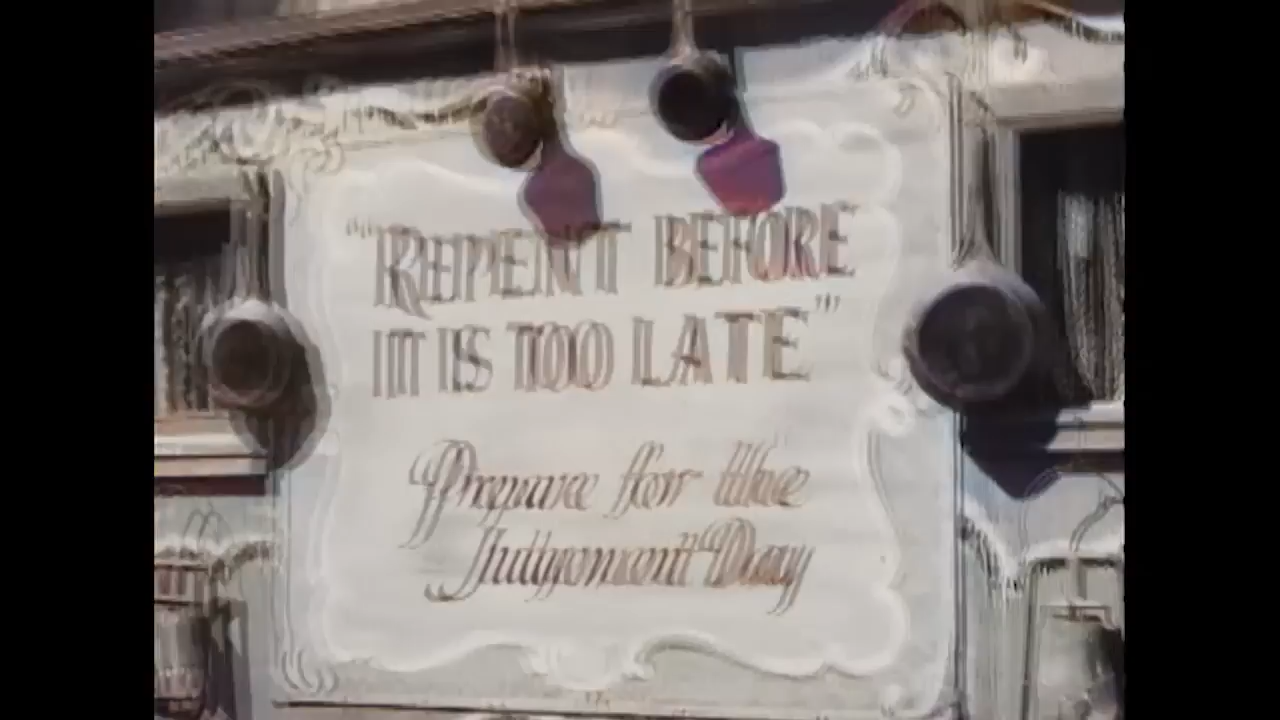 "REPENT BEFORE
IT IS TOO LATE"
Prepare for the
Judgment Day